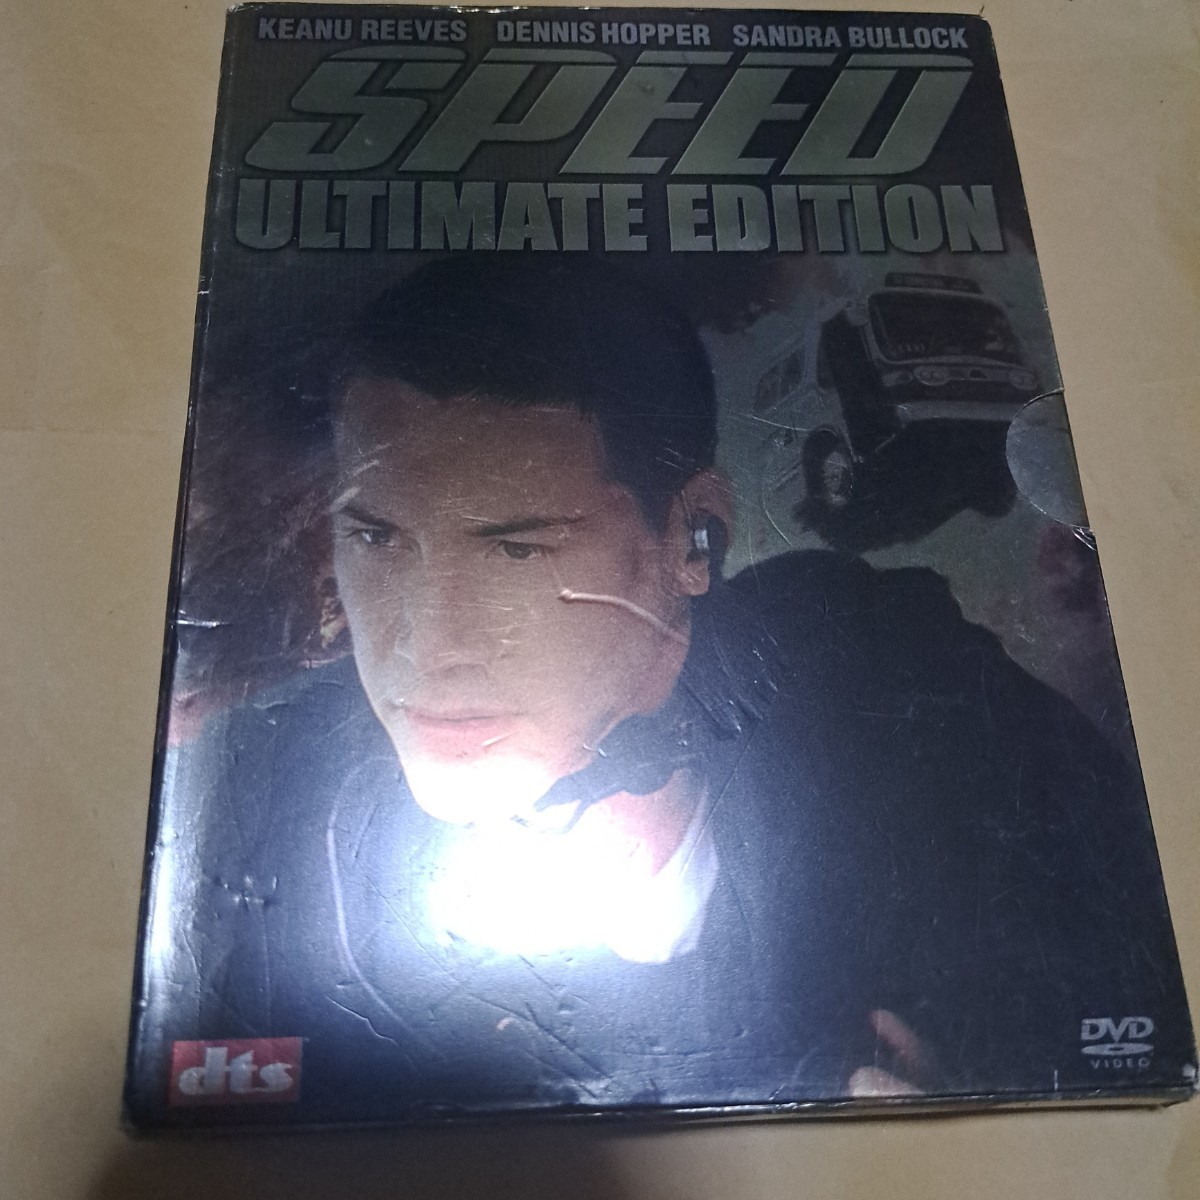 KEANU REEVES DENNIS HOPPER SANDRA BULLOCK
SPEED
ULTIMATE EDITION
dts
DVD
VIDEO